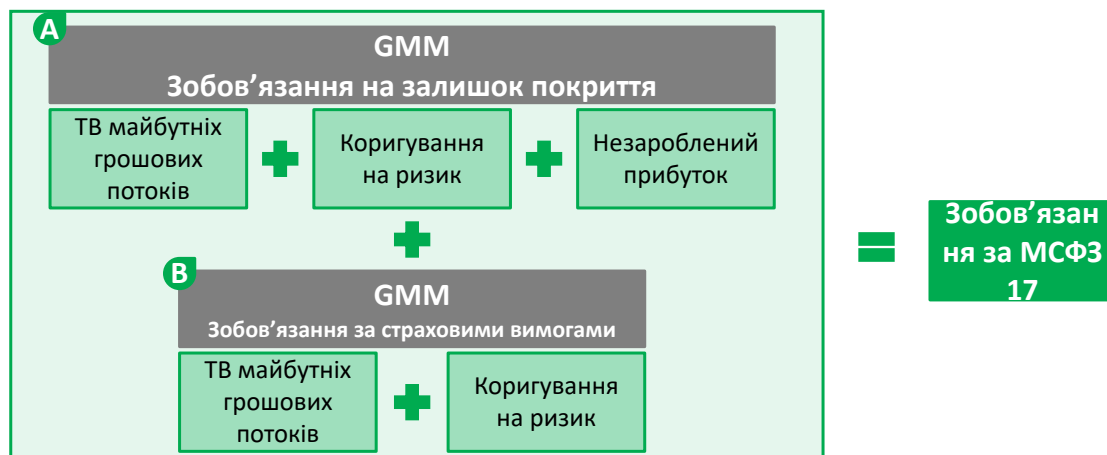 A
GMM
Зобов’язання на залишок покриття
ТВ майбутніх
грошових
потоків
Коригування
на ризик
Незароблений
прибуток
B
GMM
Зобов’язання за страховими вимогами
ТВ майбутніх
грошових
потоків
Коригування
на ризик
Зобов’язан
ня за МСФЗ
17